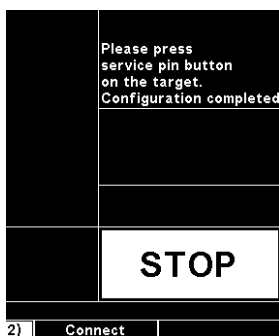 Please press
service pin button
on the target.
Configuration completed
STOP
2) Connect